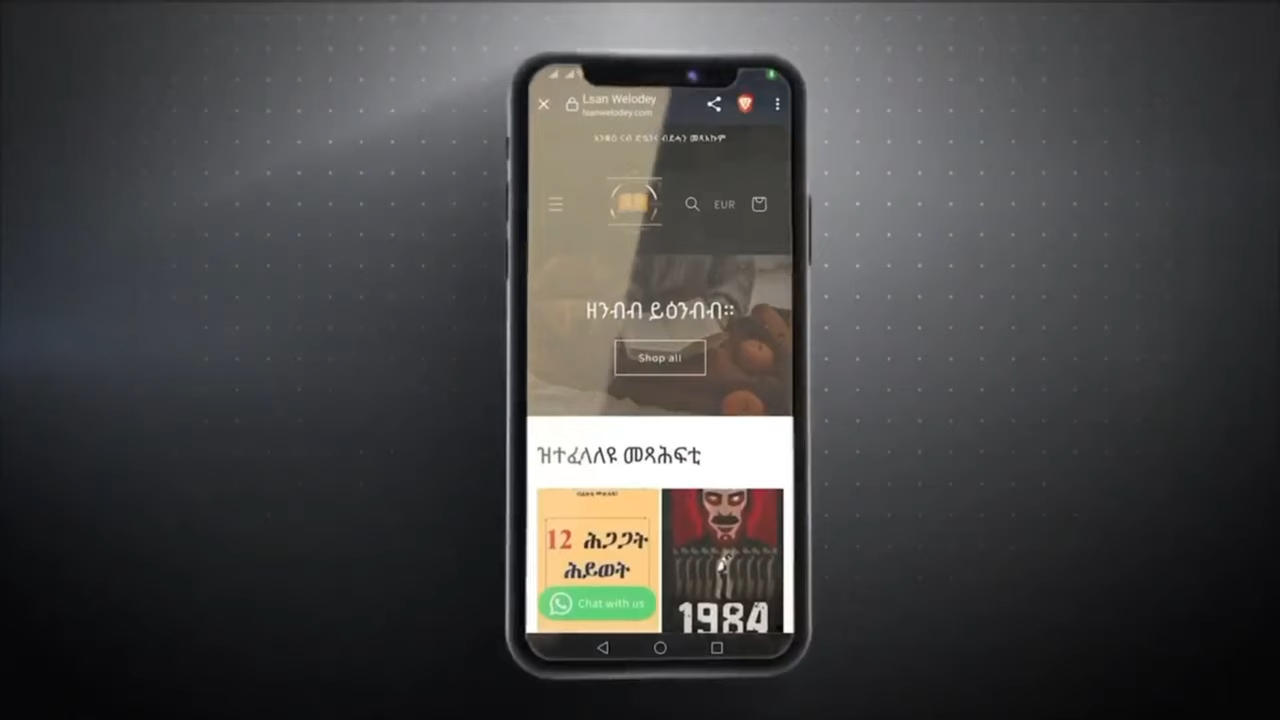 Lsan Welodey
lsanwelodey.com
EUR
ዘንብብ ይዕንብብ።
Shop all
ዝተፈላለዩ መጻሕፍቲ
12 ሕጋጋት
ሕይወት
1984
Chat with us